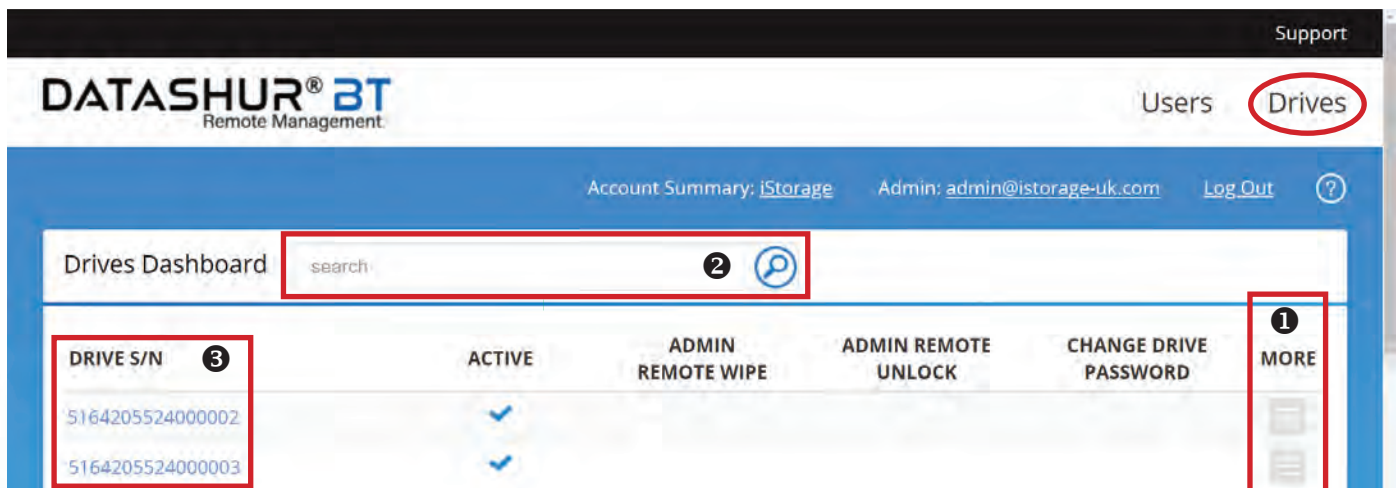 Support
DATASHUR® BT
Remote Management
Users Drives
Account Summary: iStorage Admin: admin@istorage-uk.com Log Out ?
Drives Dashboard search ❷
❶
DRIVE S/N ❸ ACTIVE ADMIN REMOTE WIPE ADMIN REMOTE UNLOCK CHANGE DRIVE PASSWORD MORE
5164205524000002
5164205524000003